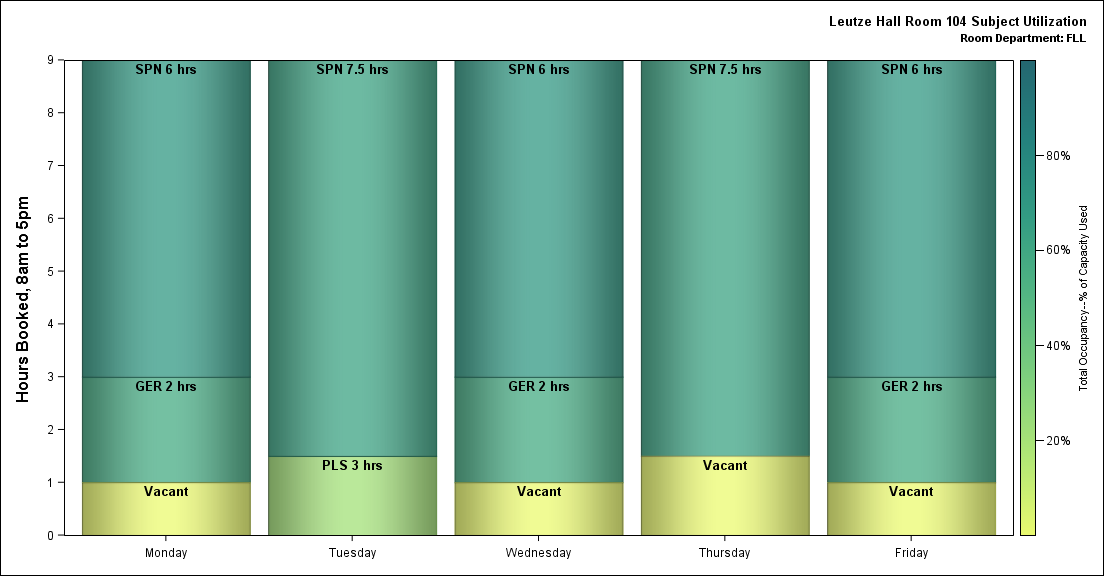 Leutze Hall Room 104 Subject Utilization
Room Department: FLL
Hours Booked, 8am to 5pm
9
8
7
6
5
4
3
2
1
0
SPN 6 hrs
GER 2 hrs
Vacant
SPN 7.5 hrs
PLS 3 hrs
SPN 6 hrs
GER 2 hrs
Vacant
SPN 7.5 hrs
Vacant
SPN 6 hrs
GER 2 hrs
Vacant
Monday
Tuesday
Wednesday
Thursday
Friday
80%
60%
40%
20%
Total Occupancy--% of Capacity Used